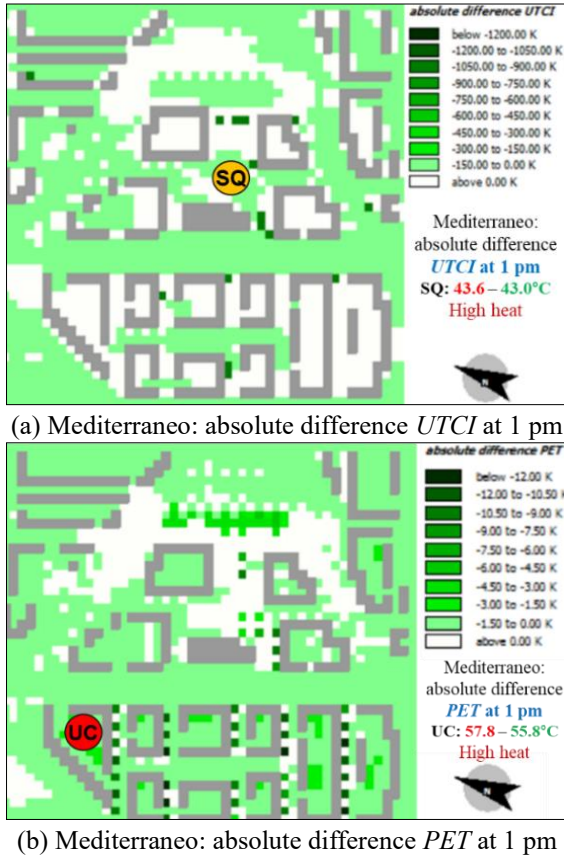 absolute difference UTCI
below -1200.00 K
-1200.00 to -1050.00 K
-1050.00 to -900.00 K
-900.00 to -750.00 K
-750.00 to -600.00 K
-600.00 to -450.00 K
-450.00 to -300.00 K
-300.00 to -150.00 K
-150.00 to 0.00 K
above 0.00 K
SQ
Mediterraneo:
absolute difference
UTCI at 1 pm
SQ: 43.6 – 43.0°C
High heat
N
(a) Mediterraneo: absolute difference UTCI at 1 pm
absolute difference PET
below -12.00 K
-12.00 to -10.50 K
-10.50 to -9.00 K
-9.00 to -7.50 K
-7.50 to -6.00 K
-6.00 to -4.50 K
-4.50 to -3.00 K
-3.00 to -1.50 K
-1.50 to 0.00 K
above 0.00 K
Mediterraneo:
absolute difference
PET at 1 pm
UC: 57.8 – 55.8°C
High heat
UC
N
(b) Mediterraneo: absolute difference PET at 1 pm